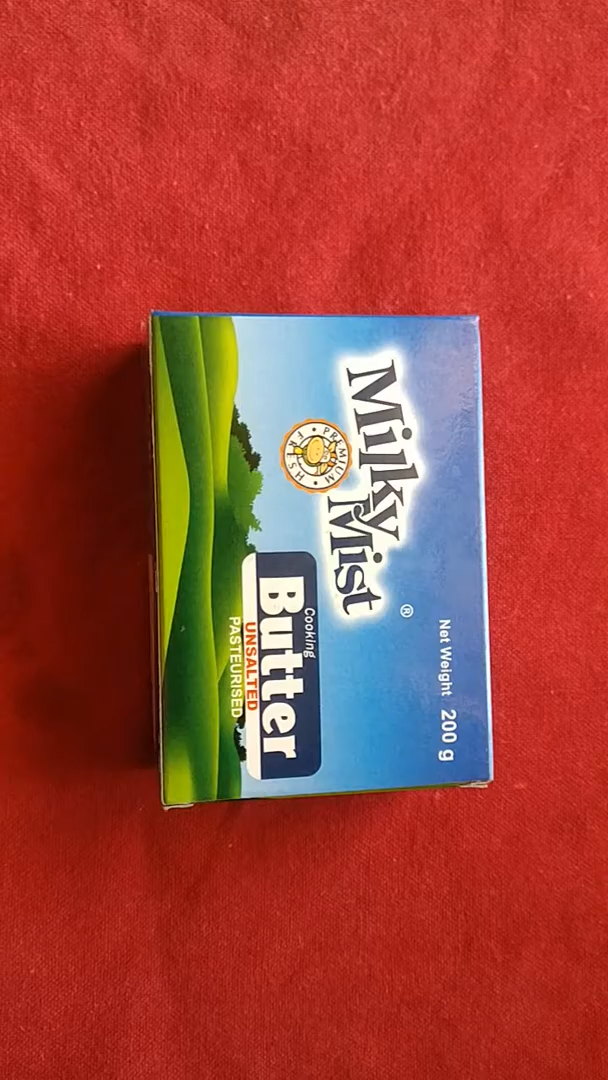 Net Weight 200 g
Milky
Mist®
PREMIUM • FRESH •
Cooking
Butter
UNSALTED
PASTEURISED